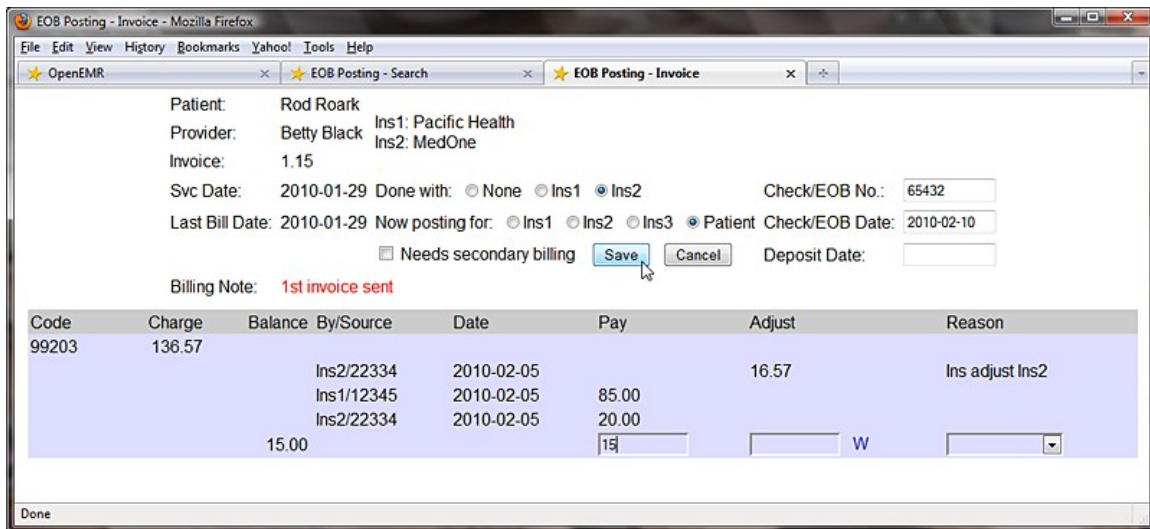 EOB Posting - Invoice - Mozilla Firefox
File Edit View History Bookmarks Yahoo! Tools Help
OpenEMR EOB Posting - Search EOB Posting - Invoice
Patient: Rod Roark
Provider: Betty Black Ins1: Pacific Health
Ins2: MedOne
Invoice: 1.15
Svc Date: 2010-01-29 Done with: None Ins1 Ins2 Check/EOB No.: 65432
Last Bill Date: 2010-01-29 Now posting for: Ins1 Ins2 Ins3 Patient Check/EOB Date: 2010-02-10
Needs secondary billing Save Cancel Deposit Date:
Billing Note: 1st invoice sent
Code Charge Balance By/Source Date Pay Adjust Reason
99203 136.57
Ins2/22334 2010-02-05 16.57 Ins adjust Ins2
Ins1/12345 2010-02-05 85.00
Ins2/22334 2010-02-05 20.00
15.00 15 W
Done